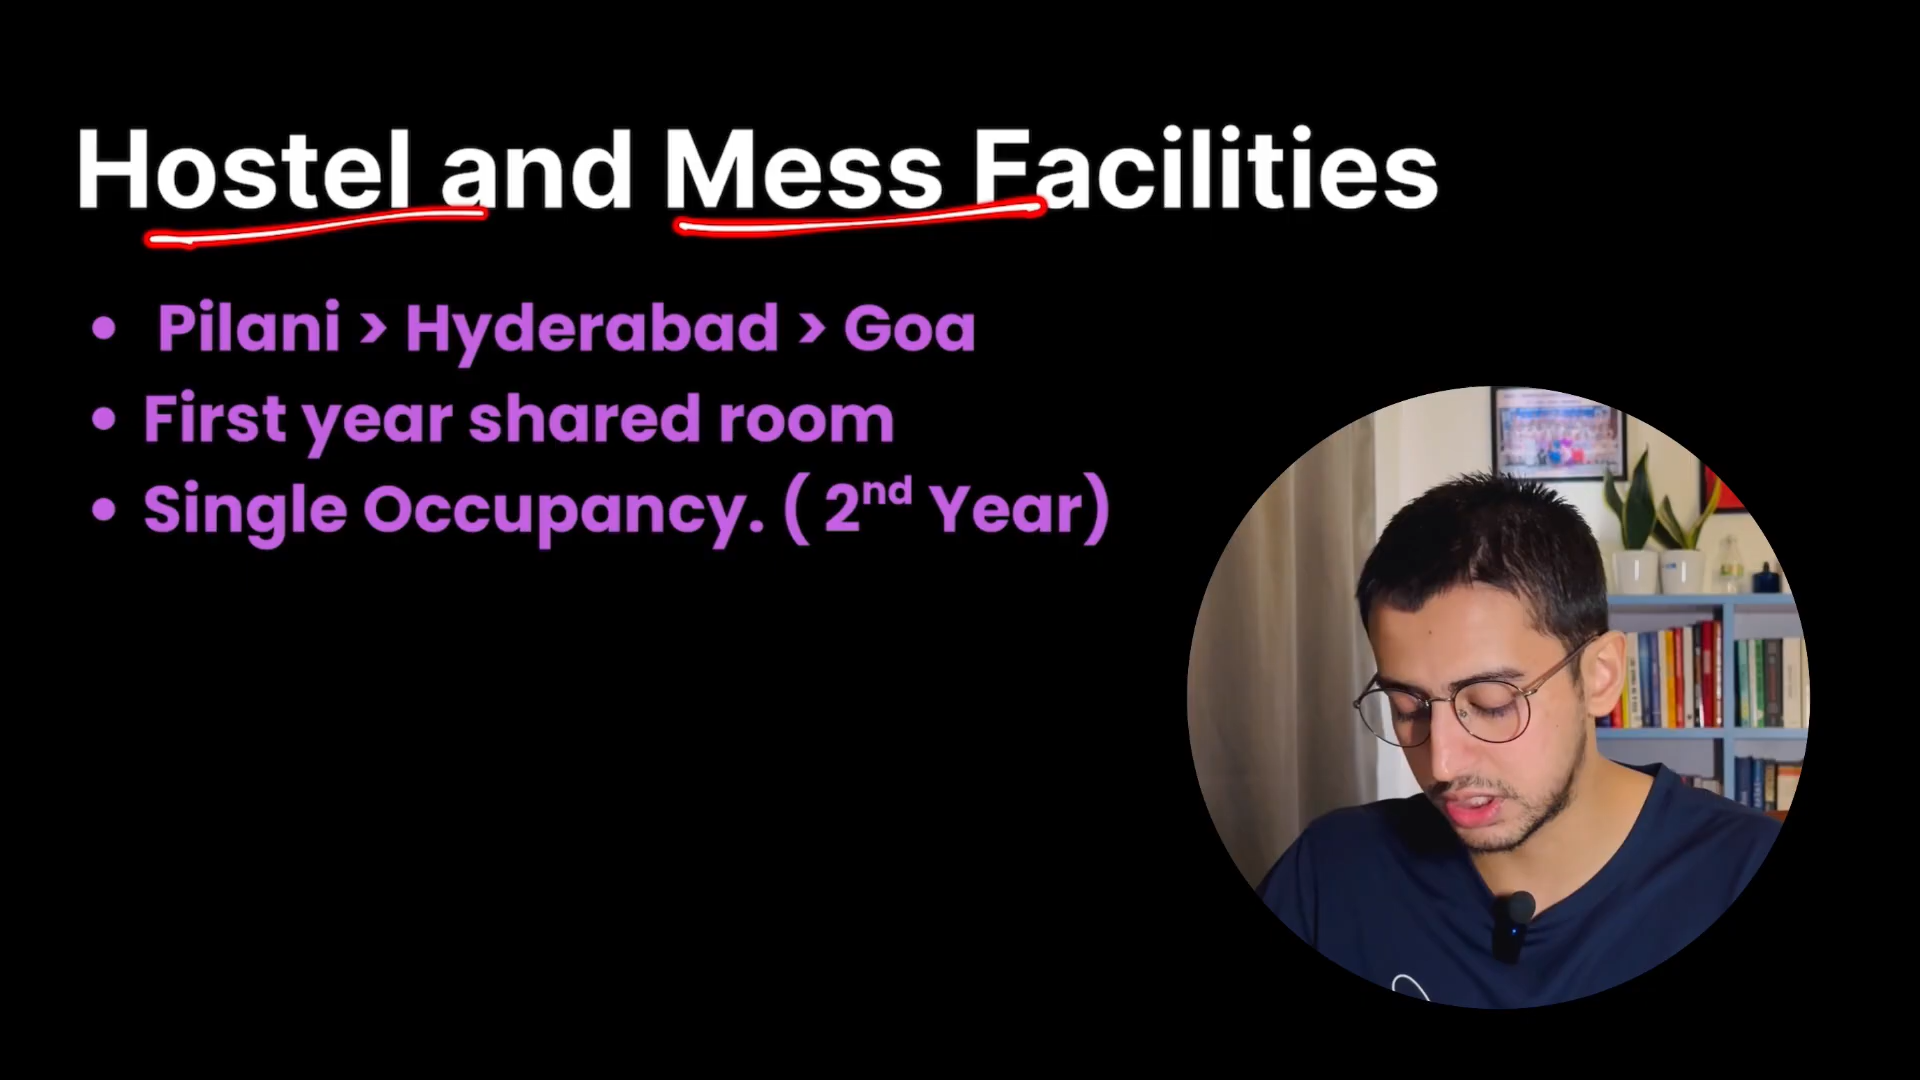 Hostel and Mess Facilities
• Pilani > Hyderabad > Goa
• First year shared room
• Single Occupancy. ( 2nd Year)